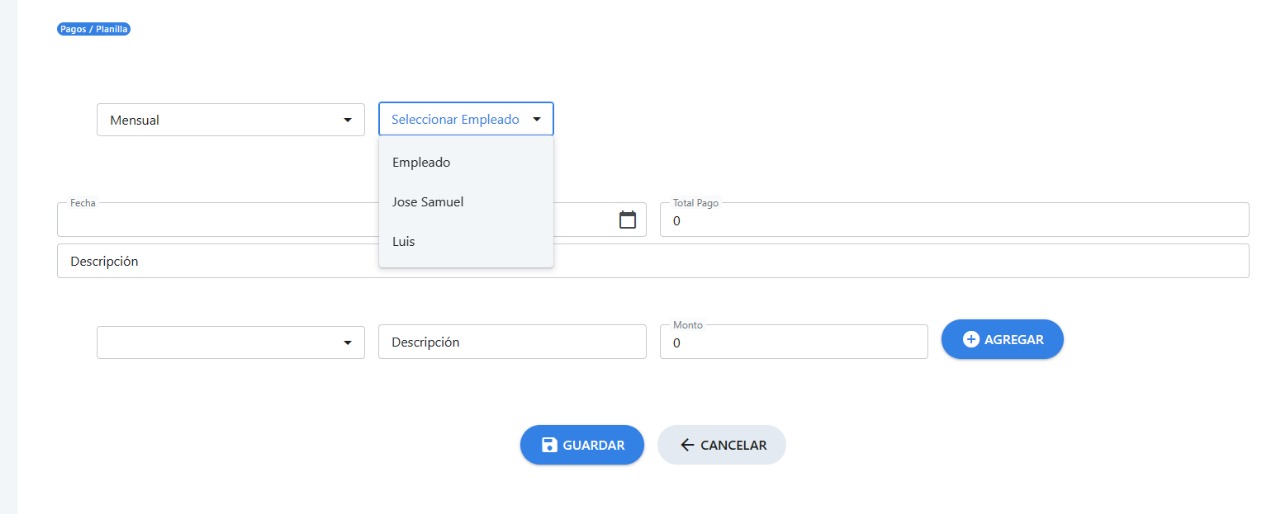 Pagos / Planilla
Mensual
Seleccionar Empleado
Empleado
Jose Samuel
Luis
Fecha
Total Pago
0
Descripción
Descripción
Monto
0
AGREGAR
GUARDAR
CANCELAR